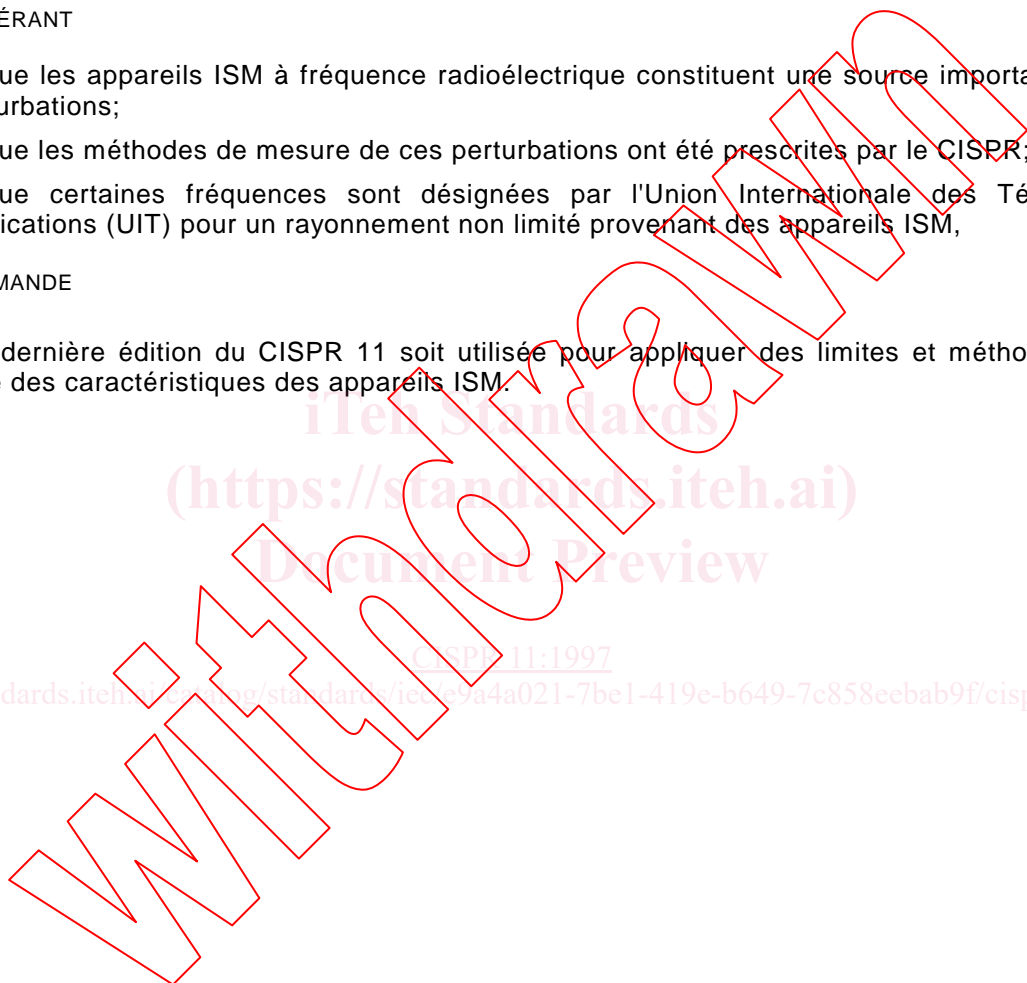 ÉRANT
ue les appareils ISM à fréquence radioélectrique constituent une source importa
urbations;
ue les méthodes de mesure de ces perturbations ont été prescrites par le CISPR;
ue certaines fréquences sont désignées par l'Union Internationale des Té
ications (UIT) pour un rayonnement non limité provenant des appareils ISM,
MANDE
dernière édition du CISPR 11 soit utilisée pour appliquer des limites et métho
des caractéristiques des appareils ISM.
iTeh Standards
(https://standards.iteh.ai)
Document Preview
CISPR 11:1997
dards.iteh.ai/catalog/standards/iec/e9a4a021-7be1-419e-b649-7c858eebab9f/cisp
withdrawn